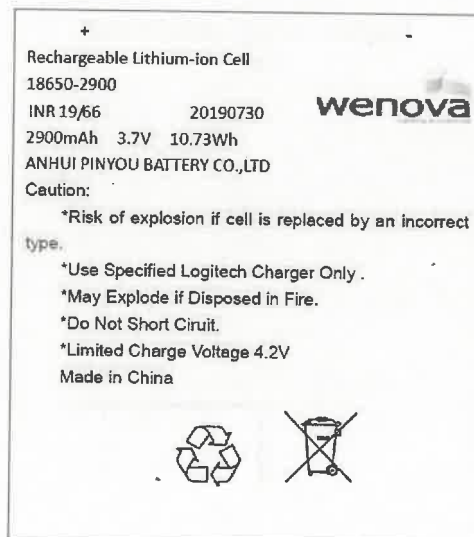 + -
Rechargeable Lithium-ion Cell
18650-2900
INR 19/66 20190730 wenova
2900mAh 3.7V 10.73Wh
ANHUI PINYOU BATTERY CO.,LTD
Caution:
*Risk of explosion if cell is replaced by an incorrect
type.
*Use Specified Logitech Charger Only .
*May Explode if Disposed in Fire.
*Do Not Short Ciruit.
*Limited Charge Voltage 4.2V
Made in China